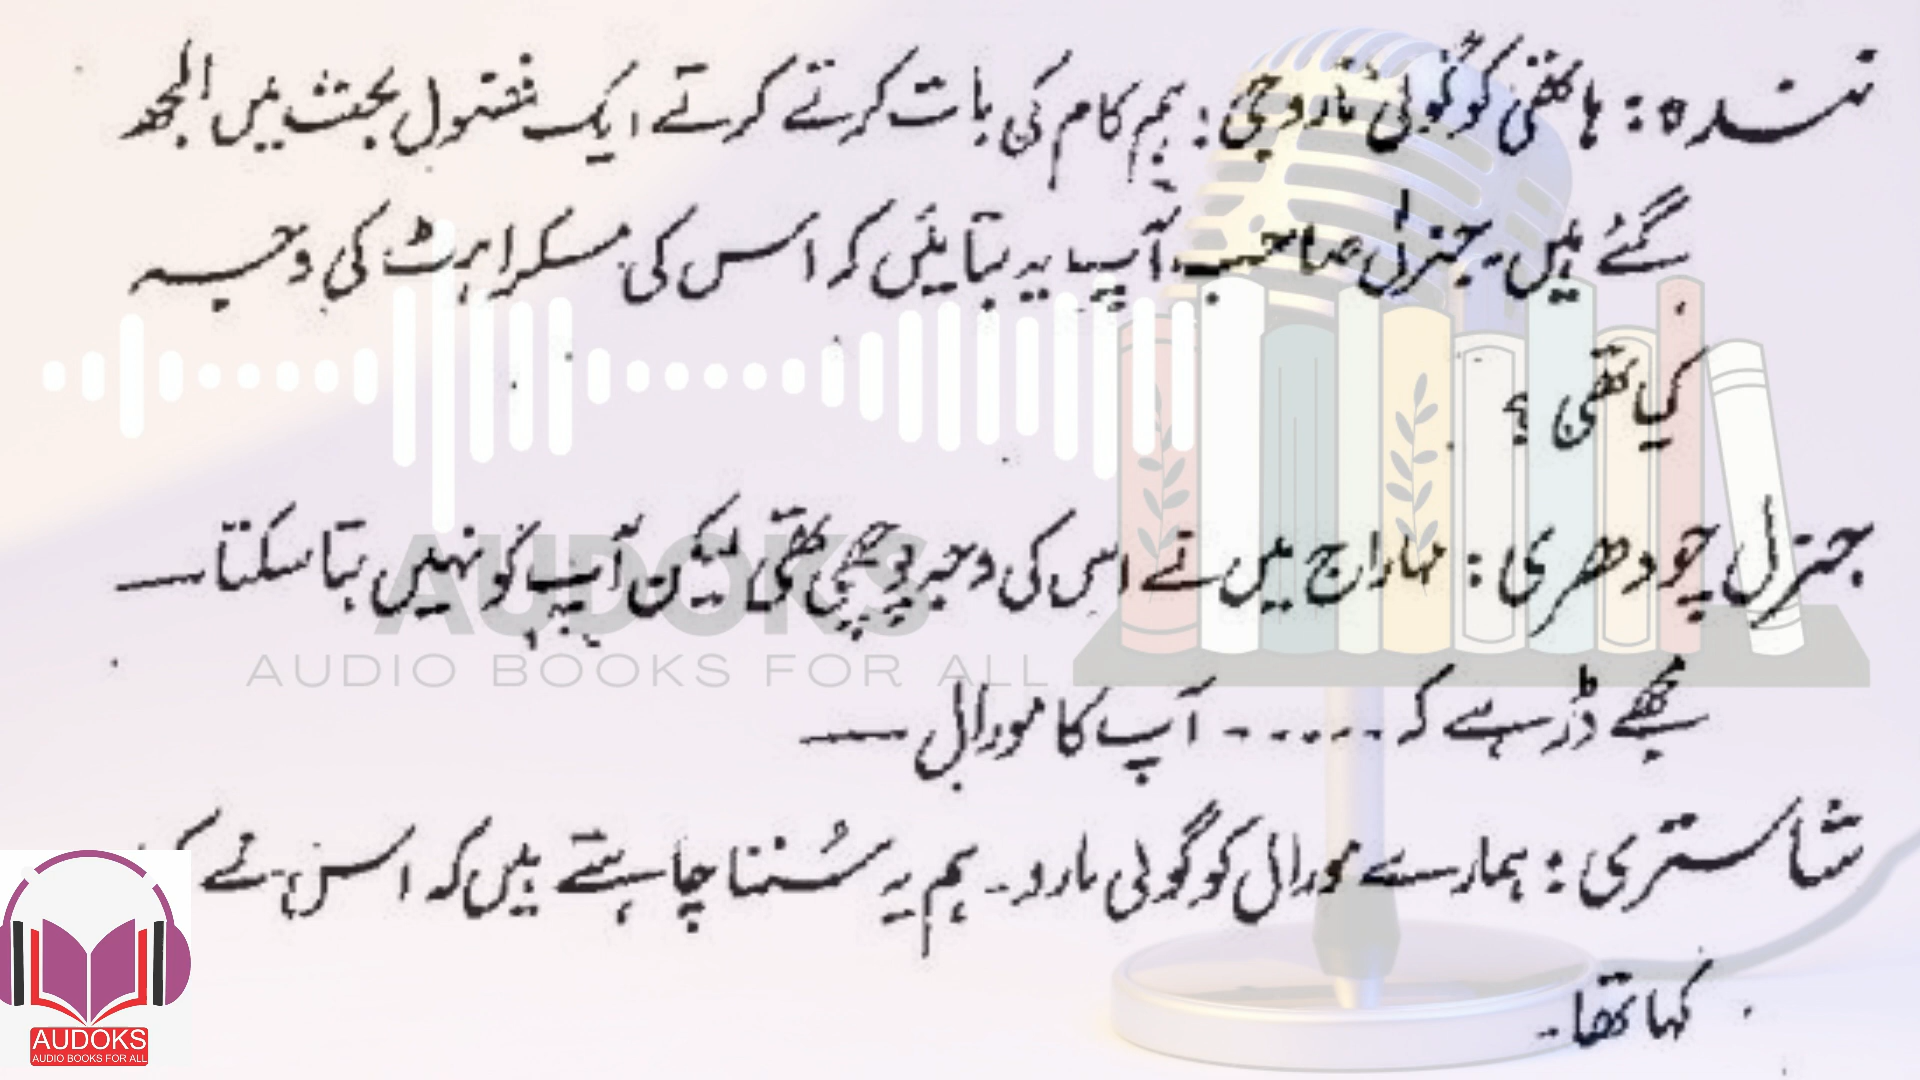 نندہ: ہاتھی کو گولی مارو جی: ہم کام کی بات کرتے کرتے ایک فضول بحث میں الجھ
گئے ہیں۔ جنرل صاحب آپ یہ بتائیں کہ اس کی مسکراہٹ کی وجہ
کیا تھی؟
جنرل چودھری: مہاراج میں نے اس کی وجہ پوچھی تھی لیکن آپ کو نہیں بتا سکتا —
مجھے ڈر ہے کہ ..... آپ کا مورال —
شاستری: ہمارے مورال کو گولی مارو۔ ہم یہ سُننا چاہتے ہیں کہ اس نے کیا
کہا تھا۔
AUDOKS
AUDIO BOOKS FOR ALL
AUDOKS
AUDIO BOOKS FOR ALL